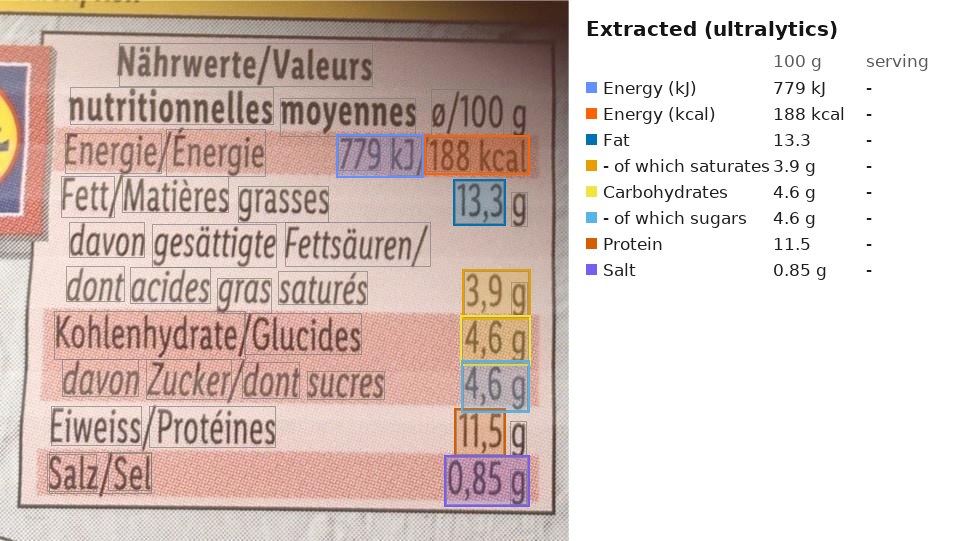 Nährwerte/Valeurs
nutritionnelles moyennes ø/100 g
Energie/Énergie 779 kJ/188 kcal
Fett/Matières grasses 13,3 g
davon gesättigte Fettsäuren/
dont acides gras saturés 3,9 g
Kohlenhydrate/Glucides 4,6 g
davon Zucker/dont sucres 4,6 g
Eiweiss/Protéines 11,5 g
Salz/Sel 0,85 g
Extracted (ultralytics)
100 g serving
Energy (kJ) 779 kJ -
Energy (kcal) 188 kcal -
Fat 13.3 -
- of which saturates 3.9 g -
Carbohydrates 4.6 g -
- of which sugars 4.6 g -
Protein 11.5 -
Salt 0.85 g -